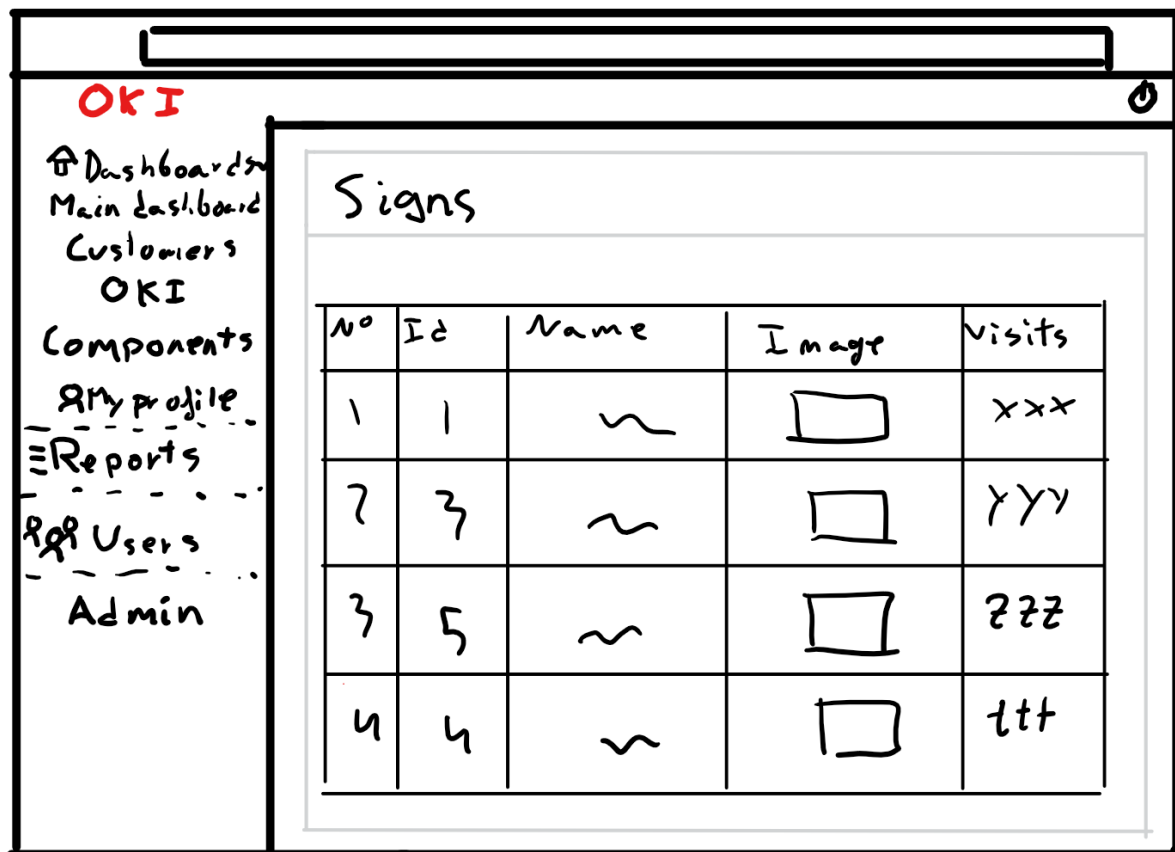 OKI
Dashboards
Main dashboard
Customers
OKI
Components
My profile
Reports
Users
Admin
Signs
Nº Id Name Image Visits
1 1 xxx
2 3 yyy
3 5 zzz
4 4 ttt